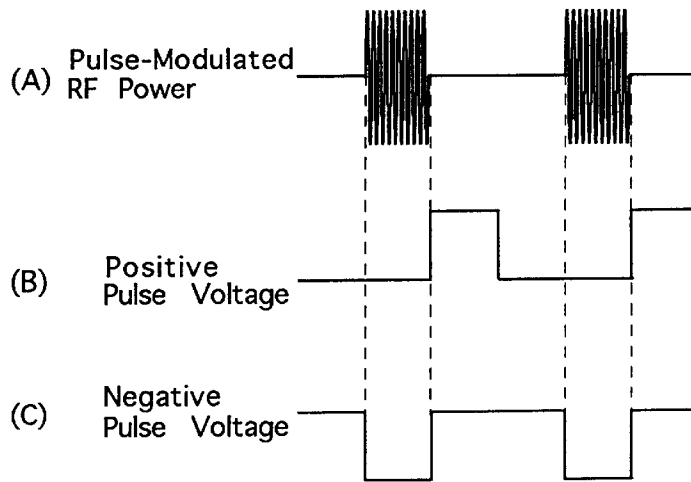 (A) Pulse-Modulated
RF Power
(B) Positive
Pulse Voltage
(C) Negative
Pulse Voltage